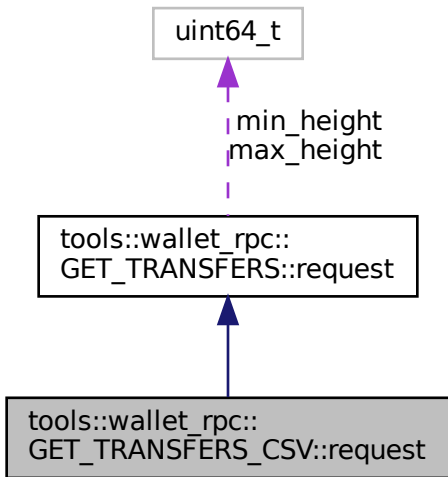 uint64_t
min_height
max_height
tools::wallet_rpc::
GET_TRANSFERS::request
tools::wallet_rpc::
GET_TRANSFERS_CSV::request